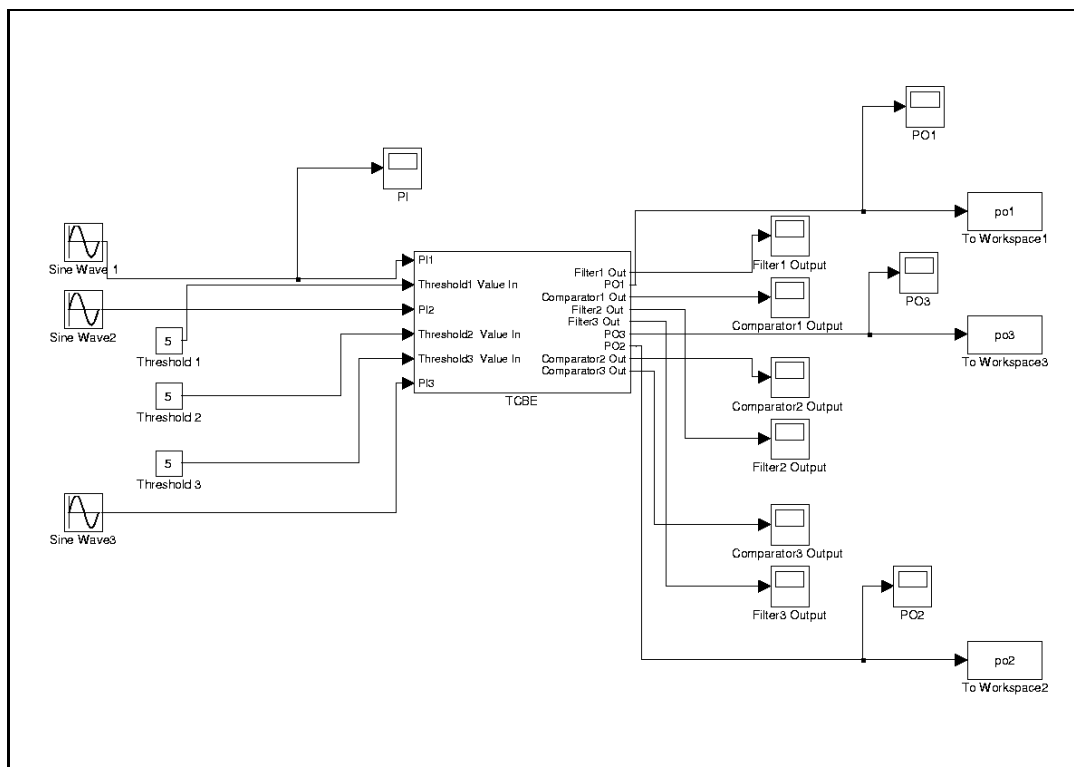 PO1
PI
po1
To Workspace1
Sine Wave 1
Filter1 Output
PO3
PI1
Threshold1 Value In
PI2
Threshold2 Value In
Threshold3 Value In
PI3
Filter1 Out
PO1
Comparator1 Out
Filter2 Out
Filter3 Out
PO3
PO2
Comparator2 Out
Comparator3 Out
TCBE
Comparator1 Output
po3
To Workspace3
Sine Wave2
5
Threshold 1
5
Threshold 2
5
Threshold 3
Sine Wave3
Comparator2 Output
Filter2 Output
Comparator3 Output
Filter3 Output
PO2
po2
To Workspace2